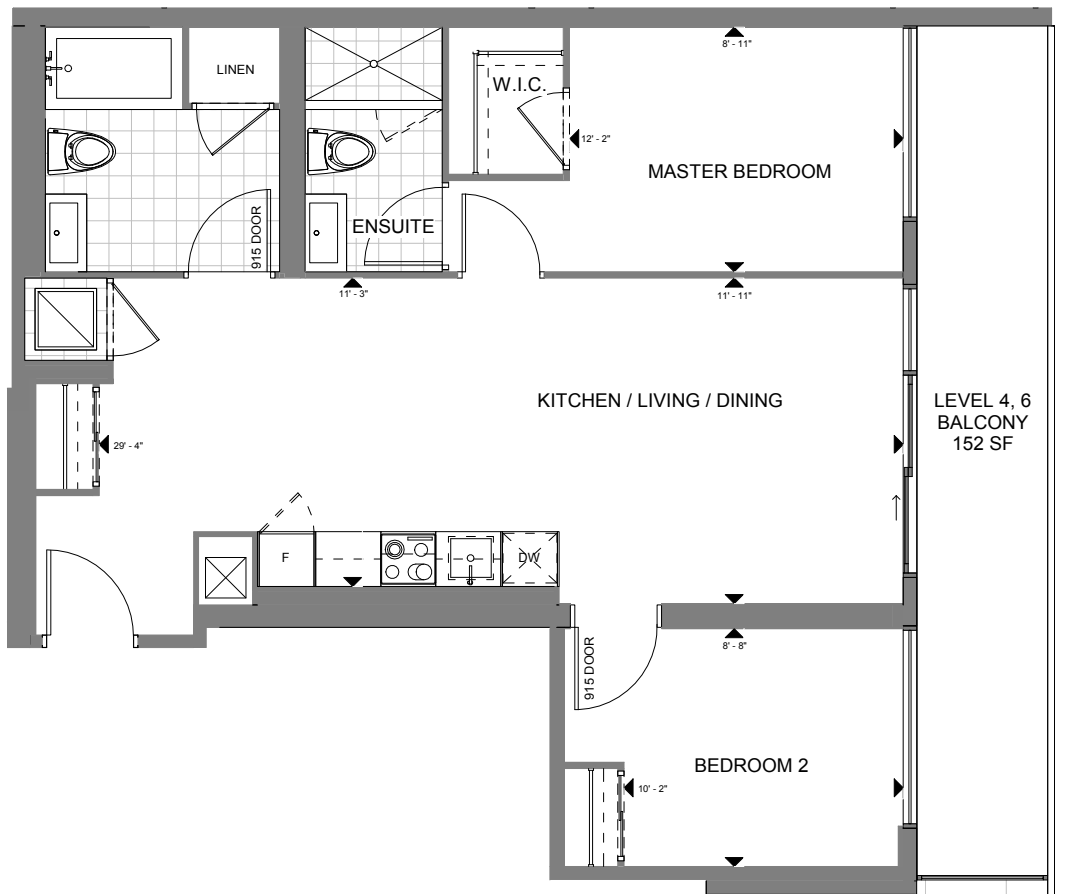 LINEN
W.I.C.
8' - 11"
12' - 2"
MASTER BEDROOM
ENSUITE
915 DOOR
11' - 3"
11' - 11"
KITCHEN / LIVING / DINING
LEVEL 4, 6
BALCONY
152 SF
29' - 4"
F
DW
915 DOOR
8' - 8"
BEDROOM 2
10' - 2"